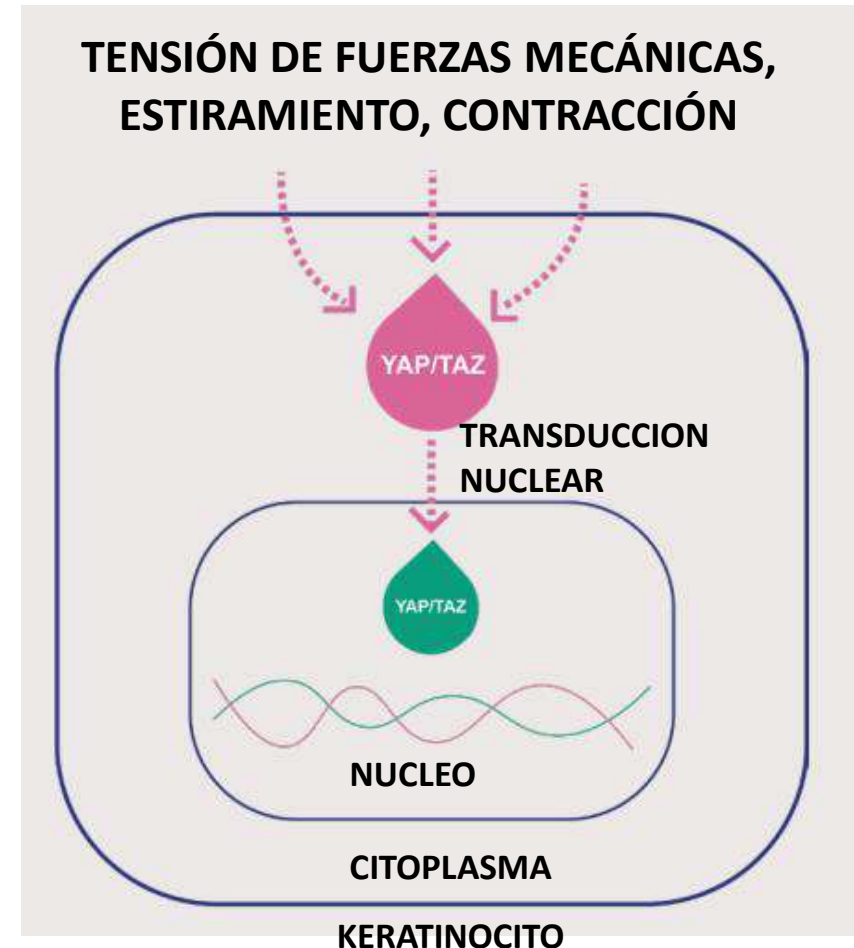 TENSIÓN DE FUERZAS MECÁNICAS,
ESTIRAMIENTO, CONTRACCIÓN
YAP/TAZ
TRANSDUCCION
NUCLEAR
YAP/TAZ
NUCLEO
CITOPLASMA
KERATINOCITO